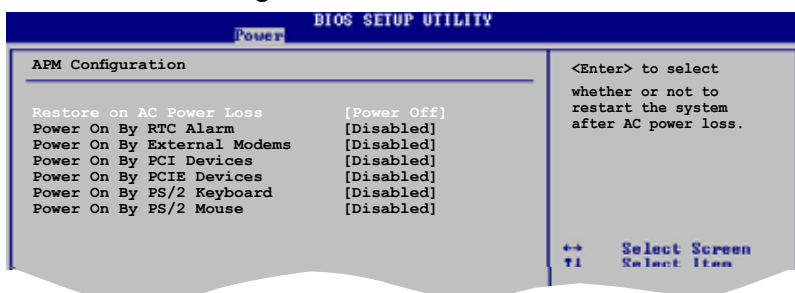 BIOS SETUP UTILITY
Power
APM Configuration
Restore on AC Power Loss [Power Off]
Power On By RTC Alarm [Disabled]
Power On By External Modems [Disabled]
Power On By PCI Devices [Disabled]
Power On By PCIE Devices [Disabled]
Power On By PS/2 Keyboard [Disabled]
Power On By PS/2 Mouse [Disabled]
<Enter> to select
whether or not to
restart the system
after AC power loss.
↔ Select Screen
↑↓ Select Item